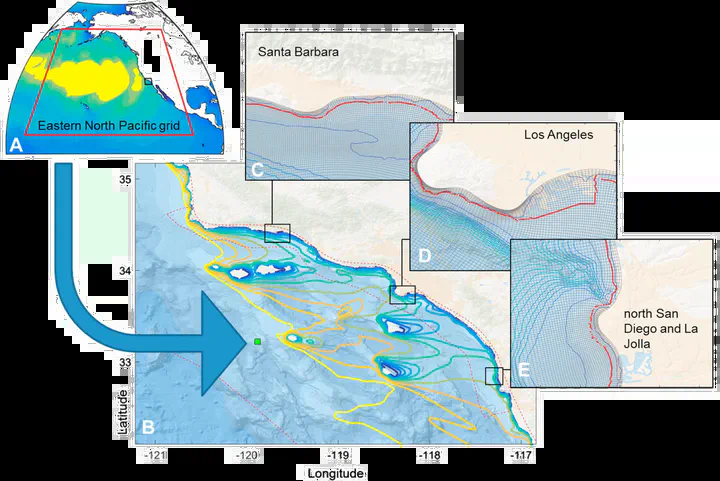 Eastern North Pacific grid
A
Santa Barbara
C
Los Angeles
D
north San
Diego and La
Jolla
E
35
34
33
Latitude
B
-121
-120
-119
-118
-117
Longitude